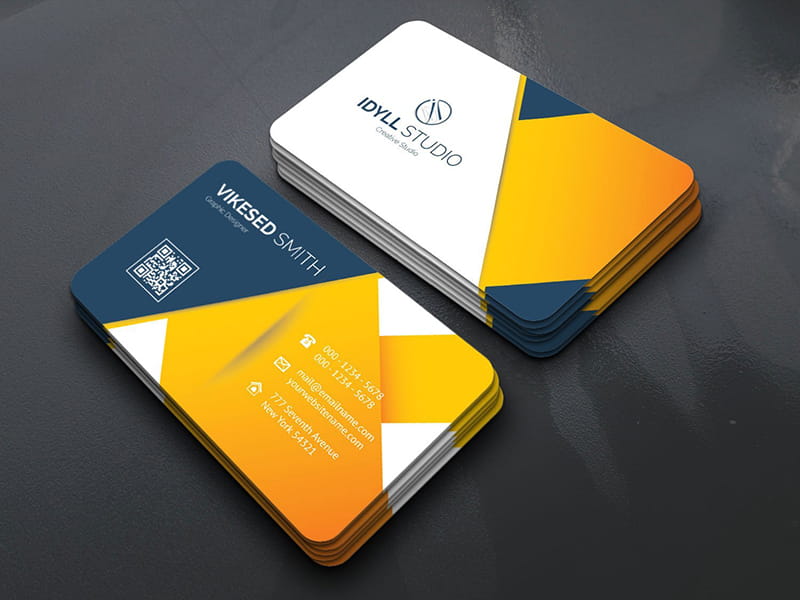 IDYLL STUDIO
Creative Studio
VIKESED SMITH
Graphic Designer
000 - 1234 - 5678
000 - 1234 - 5678
mail@emailname.com
yourwebsitename.com
777 Seventh Avenue
New York 54321